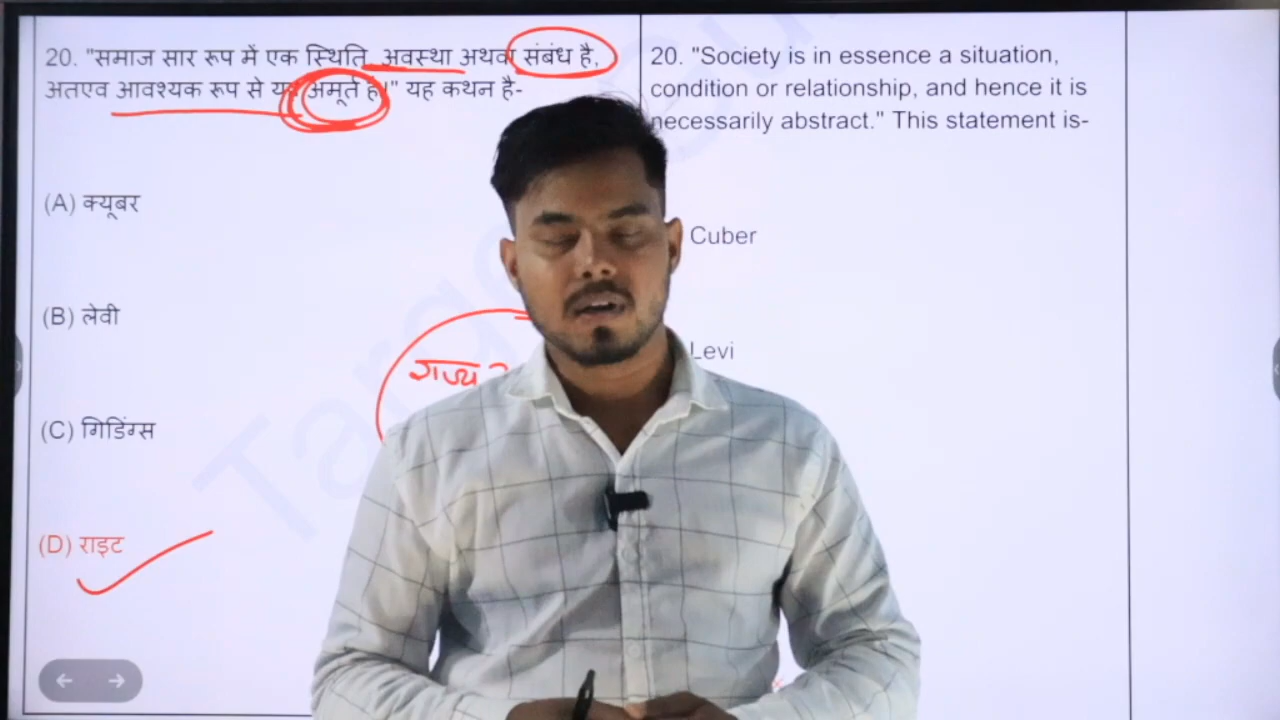 20. "समाज सार रूप में एक स्थिति, अवस्था अथवा संबंध है,
अतएव आवश्यक रूप से यह अमूर्त है।" यह कथन है-
(A) क्यूबर
(B) लेवी
(C) गिडिंग्स
(D) राइट
राज्य
20. "Society is in essence a situation,
condition or relationship, and hence it is
necessarily abstract." This statement is-
Cuber
Levi